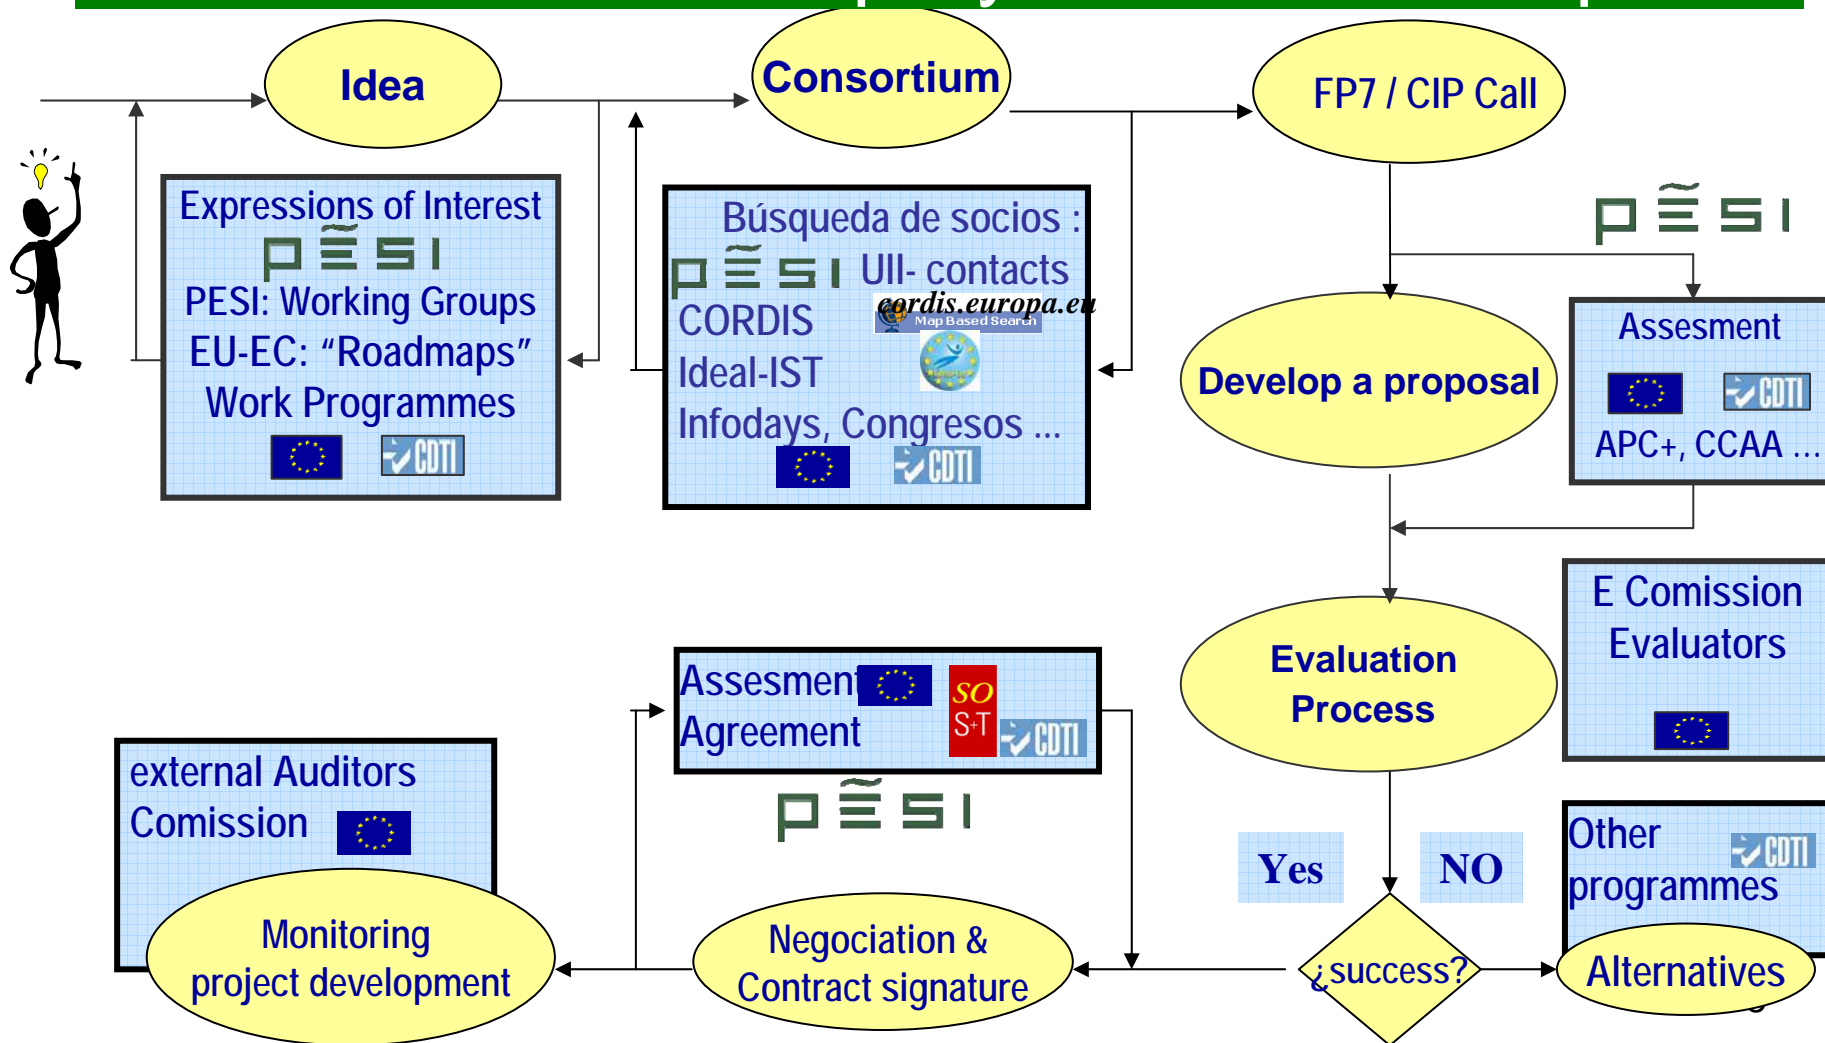 Idea
Consortium
FP7 / CIP Call
Expressions of Interest
pesi
PESI: Working Groups
EU-EC: “Roadmaps”
Work Programmes
CDTI
Búsqueda de socios :
pesi UII- contacts
cordis.europa.eu
CORDIS
Map Based Search
Ideal-IST
Infodays, Congresos ...
CDTI
pesi
Develop a proposal
Assesment
CDTI
APC+, CCAA ...
Evaluation
Process
E Comission
Evaluators
Assesment
Agreement
SO
S+T
CDTI
pesi
external Auditors
Comission
Monitoring
project development
Negociation &
Contract signature
Yes
NO
¿success?
Other
programmes
CDTI
Alternatives